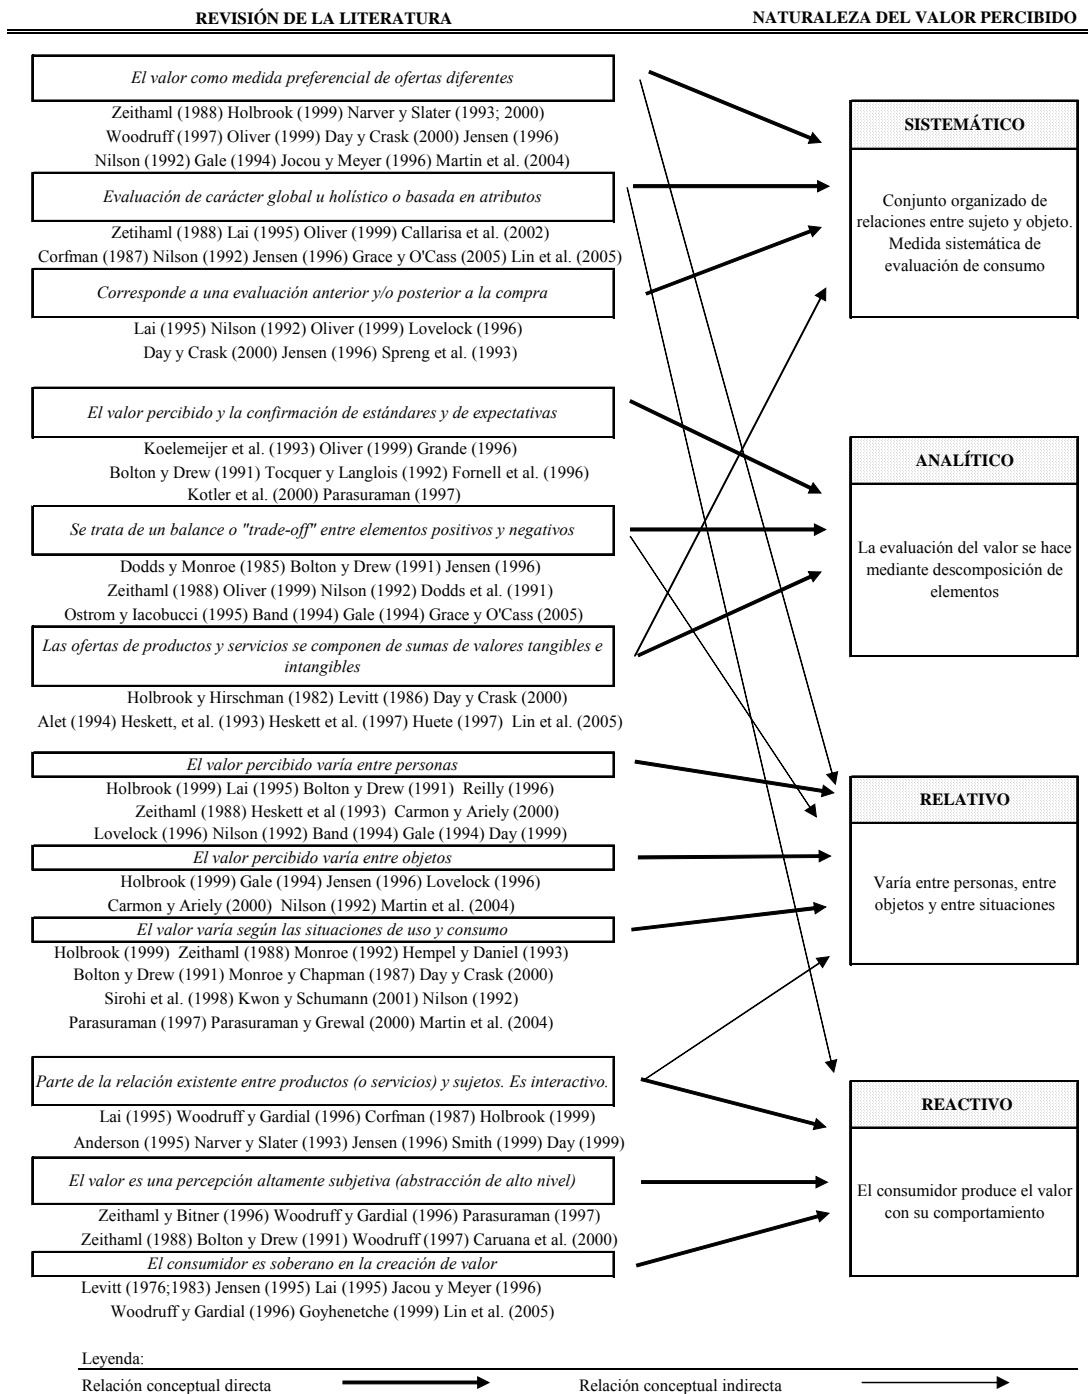 REVISIÓN DE LA LITERATURA
NATURALEZA DEL VALOR PERCIBIDO
El valor como medida preferencial de ofertas diferentes
Zeithaml (1988) Holbrook (1999) Narver y Slater (1993; 2000)
Woodruff (1997) Oliver (1999) Day y Crask (2000) Jensen (1996)
Nilson (1992) Gale (1994) Jocou y Meyer (1996) Martin et al. (2004)
Evaluación de carácter global u holístico o basada en atributos
Zetihaml (1988) Lai (1995) Oliver (1999) Callarisa et al. (2002)
Corfman (1987) Nilson (1992) Jensen (1996) Grace y O'Cass (2005) Lin et al. (2005)
Corresponde a una evaluación anterior y/o posterior a la compra
Lai (1995) Nilson (1992) Oliver (1999) Lovelock (1996)
Day y Crask (2000) Jensen (1996) Spreng et al. (1993)
SISTEMÁTICO
Conjunto organizado de
relaciones entre sujeto y objeto.
Medida sistemática de
evaluación de consumo
El valor percibido y la confirmación de estándares y de expectativas
Koelemeijer et al. (1993) Oliver (1999) Grande (1996)
Bolton y Drew (1991) Tocquer y Langlois (1992) Fornell et al. (1996)
Kotler et al. (2000) Parasuraman (1997)
Se trata de un balance o "trade-off" entre elementos positivos y negativos
Dodds y Monroe (1985) Bolton y Drew (1991) Jensen (1996)
Zeithaml (1988) Oliver (1999) Nilson (1992) Dodds et al. (1991)
Ostrom y Iacobucci (1995) Band (1994) Gale (1994) Grace y O'Cass (2005)
Las ofertas de productos y servicios se componen de sumas de valores tangibles e
intangibles
Holbrook y Hirschman (1982) Levitt (1986) Day y Crask (2000)
Alet (1994) Heskett, et al. (1993) Heskett et al. (1997) Huete (1997) Lin et al. (2005)
ANALÍTICO
La evaluación del valor se hace
mediante descomposición de
elementos
El valor percibido varía entre personas
Holbrook (1999) Lai (1995) Bolton y Drew (1991) Reilly (1996)
Zeithaml (1988) Heskett et al (1993) Carmon y Ariely (2000)
Lovelock (1996) Nilson (1992) Band (1994) Gale (1994) Day (1999)
El valor percibido varía entre objetos
Holbrook (1999) Gale (1994) Jensen (1996) Lovelock (1996)
Carmon y Ariely (2000) Nilson (1992) Martin et al. (2004)
El valor varía según las situaciones de uso y consumo
Holbrook (1999) Zeithaml (1988) Monroe (1992) Hempel y Daniel (1993)
Bolton y Drew (1991) Monroe y Chapman (1987) Day y Crask (2000)
Sirohi et al. (1998) Kwon y Schumann (2001) Nilson (1992)
Parasuraman (1997) Parasuraman y Grewal (2000) Martin et al. (2004)
RELATIVO
Varía entre personas, entre
objetos y entre situaciones
Parte de la relación existente entre productos (o servicios) y sujetos. Es interactivo.
Lai (1995) Woodruff y Gardial (1996) Corfman (1987) Holbrook (1999)
Anderson (1995) Narver y Slater (1993) Jensen (1996) Smith (1999) Day (1999)
El valor es una percepción altamente subjetiva (abstracción de alto nivel)
Zeithaml y Bitner (1996) Woodruff y Gardial (1996) Parasuraman (1997)
Zeithaml (1988) Bolton y Drew (1991) Woodruff (1997) Caruana et al. (2000)
El consumidor es soberano en la creación de valor
Levitt (1976;1983) Jensen (1995) Lai (1995) Jacou y Meyer (1996)
Woodruff y Gardial (1996) Goyhenetche (1999) Lin et al. (2005)
REACTIVO
El consumidor produce el valor
con su comportamiento
Leyenda:
Relación conceptual directa
Relación conceptual indirecta